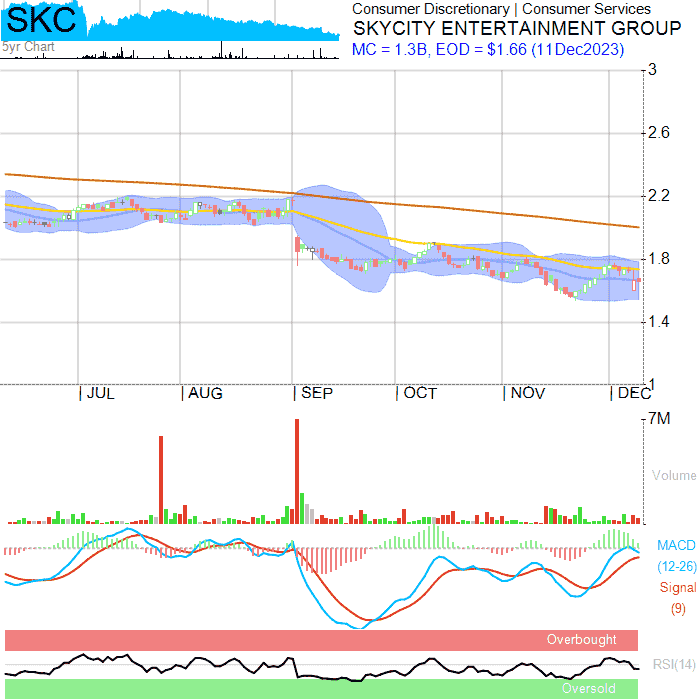 SKC
5yr Chart
Consumer Discretionary | Consumer Services
SKYCITY ENTERTAINMENT GROUP
MC = 1.3B, EOD = $1.66 (11Dec2023)
3
2.6
2.2
1.8
1.4
1
| JUL | AUG | SEP | OCT | NOV | DEC
7M
Volume
MACD
(12-26)
Signal
(9)
Overbought
RSI(14)
Oversold